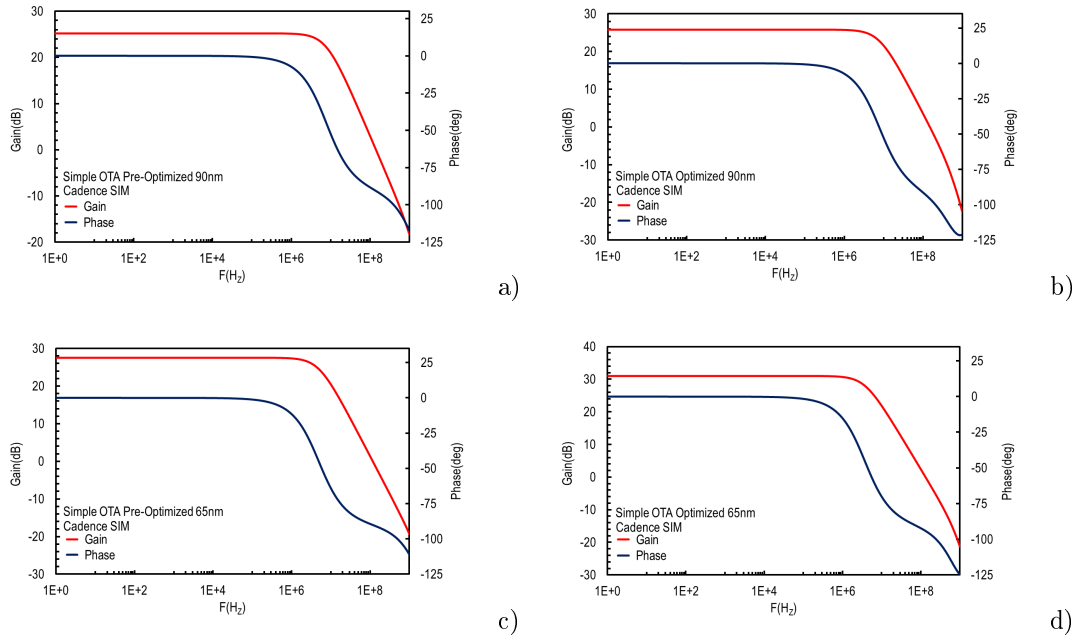 30
20
10
0
-10
-20
Gain(dB)
25
0
-25
-50
-75
-100
-125
Phase(deg)
Simple OTA Pre-Optimized 90nm
Cadence SIM
Gain
Phase
1E+0 1E+2 1E+4 1E+6 1E+8
F(Hz)
a)
30
20
10
0
-10
-20
-30
Gain(dB)
25
0
-25
-50
-75
-100
-125
Phase(deg)
Simple OTA Optimized 90nm
Cadence SIM
Gain
Phase
1E+0 1E+2 1E+4 1E+6 1E+8
F(Hz)
b)
30
20
10
0
-10
-20
-30
Gain(dB)
25
0
-25
-50
-75
-100
-125
Phase(deg)
Simple OTA Pre-Optimized 65nm
Cadence SIM
Gain
Phase
1E+0 1E+2 1E+4 1E+6 1E+8
F(Hz)
c)
40
30
20
10
0
-10
-20
-30
Gain(dB)
25
0
-25
-50
-75
-100
-125
Phase(deg)
Simple OTA Optimized 65nm
Cadence SIM
Gain
Phase
1E+0 1E+2 1E+4 1E+6 1E+8
F(Hz)
d)